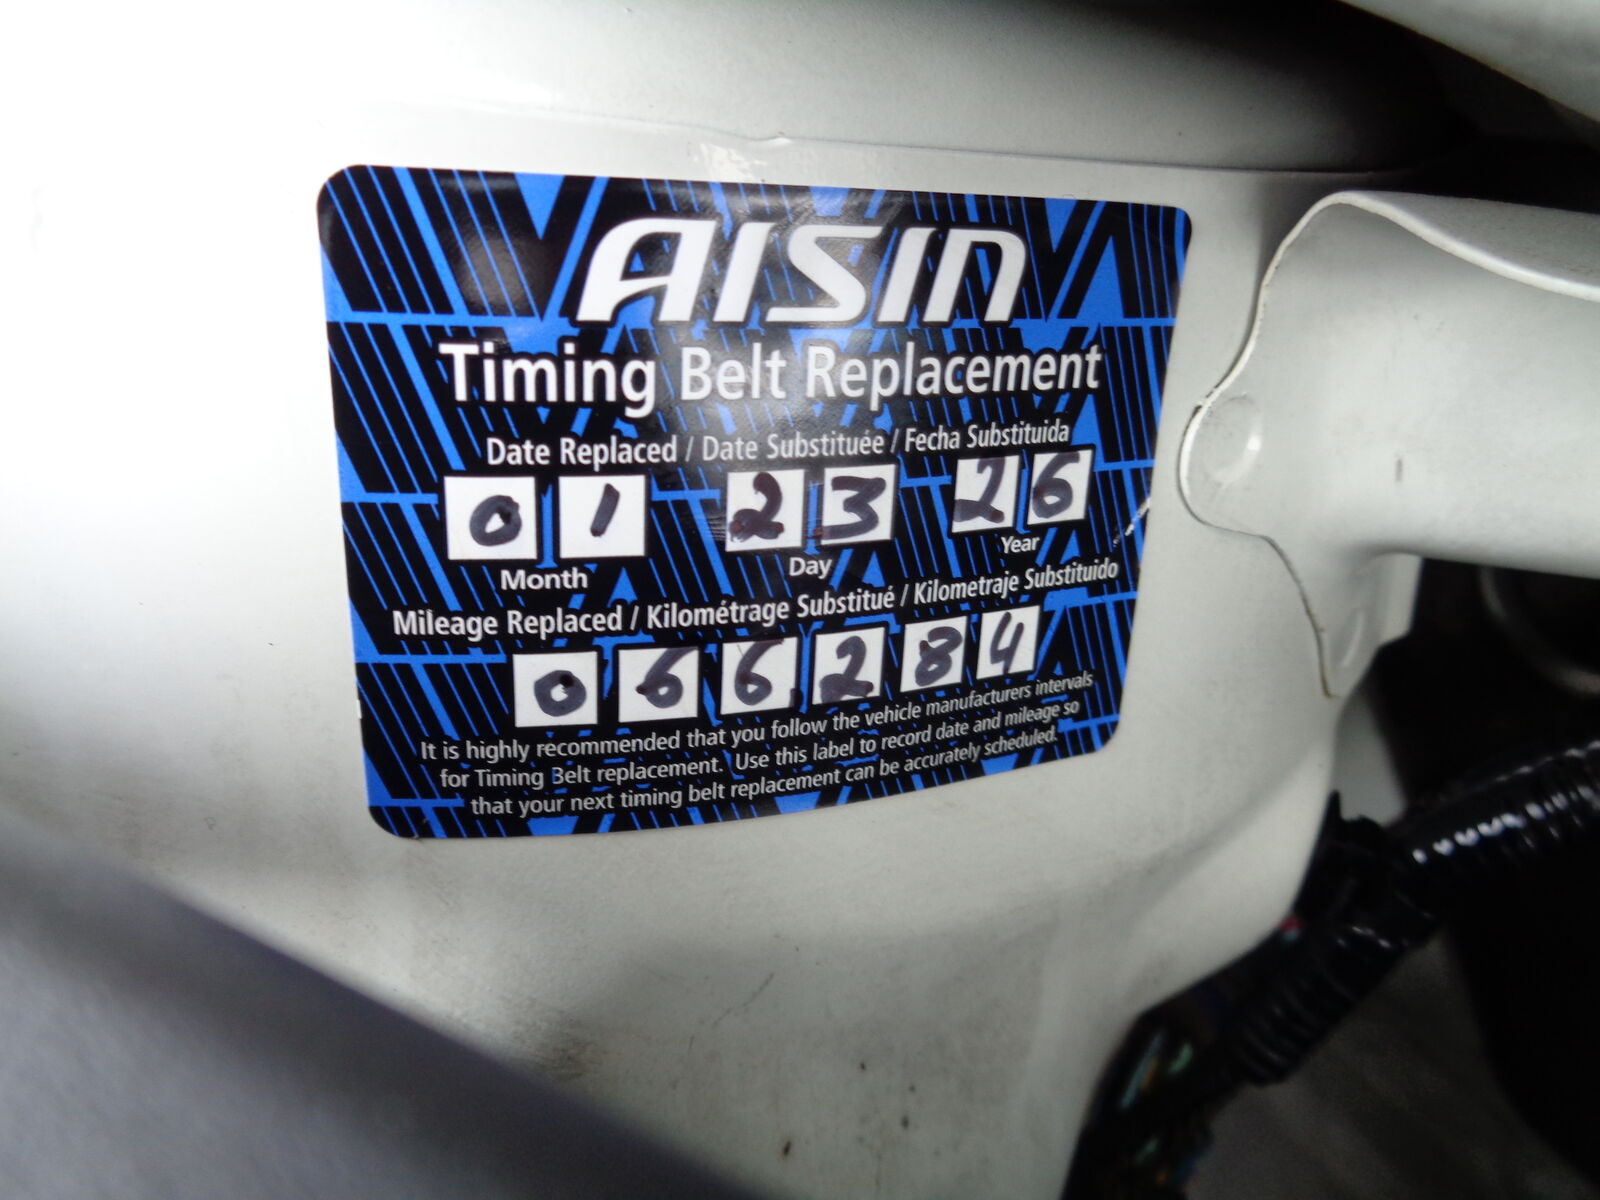 AISIN
Timing Belt Replacement
Date Replaced / Date Substituée / Fecha Substituida
01 23 26
Month Day Year
Mileage Replaced / Kilométrage Substitué / Kilometraje Substituido
066284
It is highly recommended that you follow the vehicle manufacturers intervals
for Timing Belt replacement. Use this label to record date and mileage so
that your next timing belt replacement can be accurately scheduled.